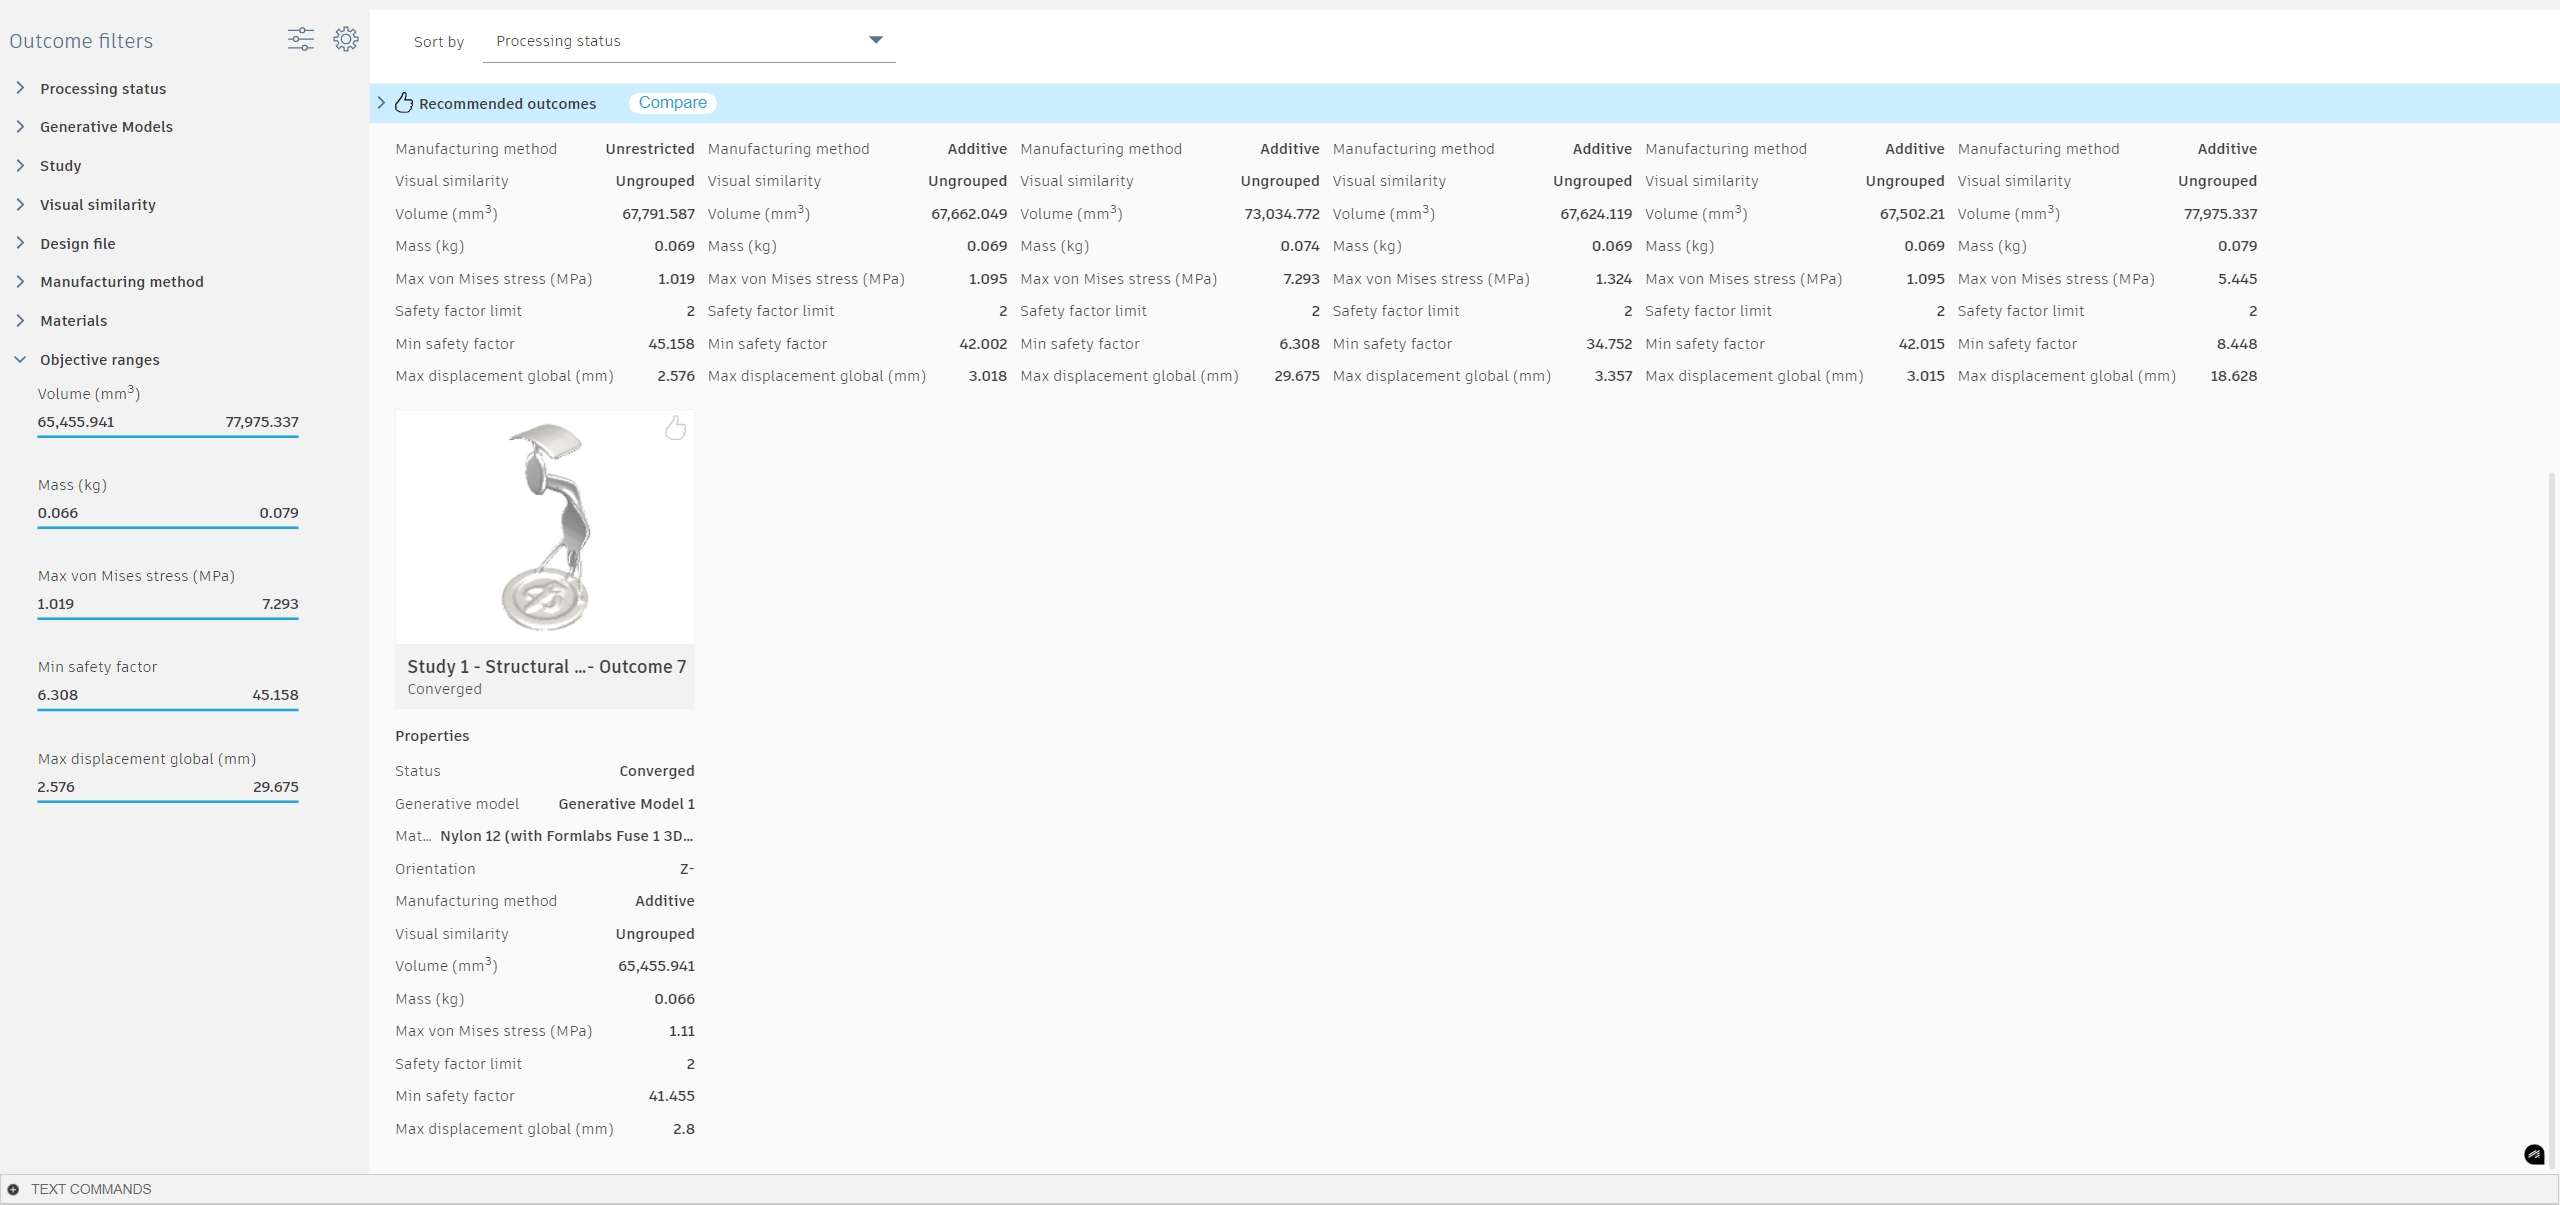 Outcome filters
Processing status
Generative Models
Study
Visual similarity
Design file
Manufacturing method
Materials
Objective ranges
Volume (mm³)
65,455.941 77,975.337
Mass (kg)
0.066 0.079
Max von Mises stress (MPa)
1.019 7.293
Min safety factor
6.308 45.158
Max displacement global (mm)
2.576 29.675
Sort by Processing status
Recommended outcomes Compare
Manufacturing method Unrestricted Manufacturing method Additive Manufacturing method Additive Manufacturing method Additive Manufacturing method Additive Manufacturing method Additive
Visual similarity Ungrouped Visual similarity Ungrouped Visual similarity Ungrouped Visual similarity Ungrouped Visual similarity Ungrouped Visual similarity Ungrouped
Volume (mm³) 67,791.587 Volume (mm³) 67,662.049 Volume (mm³) 73,034.772 Volume (mm³) 67,624.119 Volume (mm³) 67,502.21 Volume (mm³) 77,975.337
Mass (kg) 0.069 Mass (kg) 0.069 Mass (kg) 0.074 Mass (kg) 0.069 Mass (kg) 0.069 Mass (kg) 0.079
Max von Mises stress (MPa) 1.019 Max von Mises stress (MPa) 1.095 Max von Mises stress (MPa) 7.293 Max von Mises stress (MPa) 1.324 Max von Mises stress (MPa) 1.095 Max von Mises stress (MPa) 5.445
Safety factor limit 2 Safety factor limit 2 Safety factor limit 2 Safety factor limit 2 Safety factor limit 2 Safety factor limit 2
Min safety factor 45.158 Min safety factor 42.002 Min safety factor 6.308 Min safety factor 34.752 Min safety factor 42.015 Min safety factor 8.448
Max displacement global (mm) 2.576 Max displacement global (mm) 3.018 Max displacement global (mm) 29.675 Max displacement global (mm) 3.357 Max displacement global (mm) 3.015 Max displacement global (mm) 18.628
Study 1 - Structural ...- Outcome 7
Converged
Properties
Status Converged
Generative model Generative Model 1
Mat... Nylon 12 (with Formlabs Fuse 1 3D...
Orientation Z-
Manufacturing method Additive
Visual similarity Ungrouped
Volume (mm³) 65,455.941
Mass (kg) 0.066
Max von Mises stress (MPa) 1.11
Safety factor limit 2
Min safety factor 41.455
Max displacement global (mm) 2.8
TEXT COMMANDS